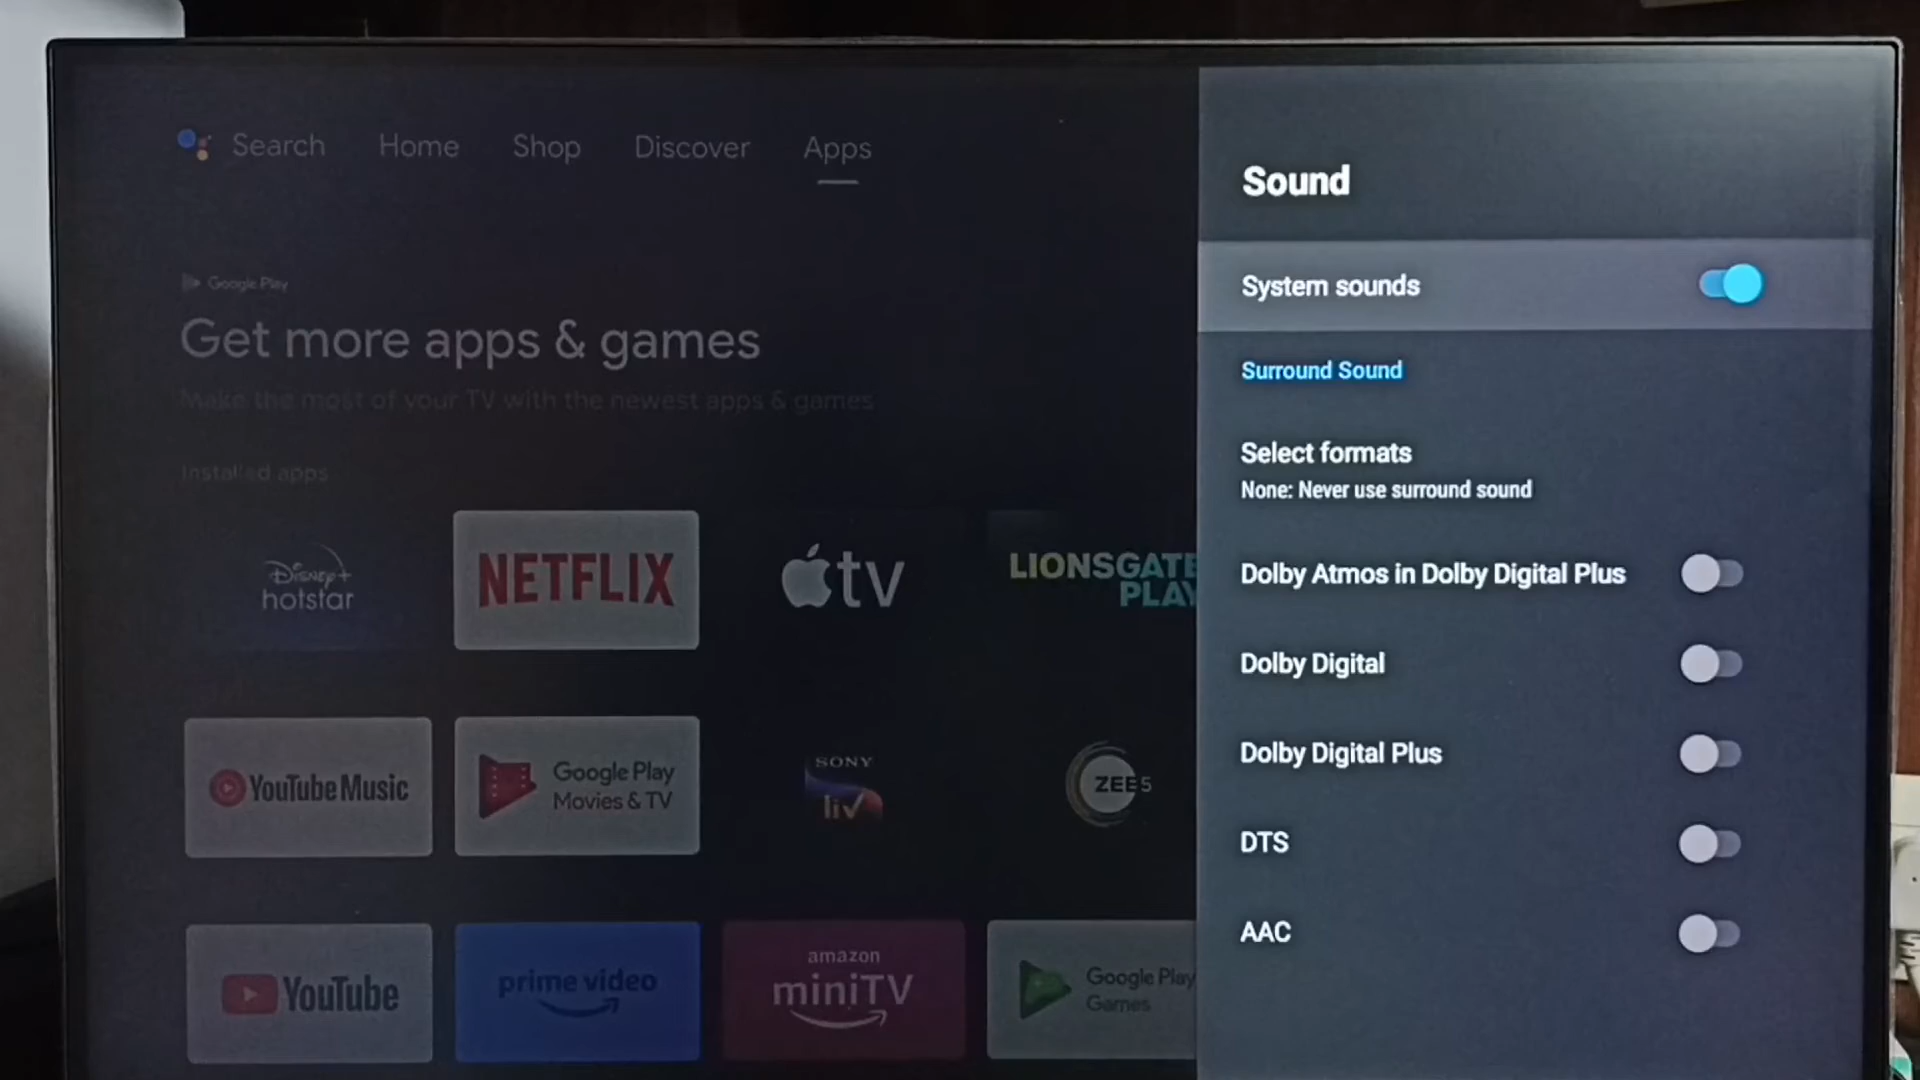 Search Home Shop Discover Apps
Google Play
Get more apps & games
Make the most of your TV with the newest apps & games
Installed apps
Disney+
hotstar
NETFLIX
tv
LIONSGATE
PLAY
YouTube Music
Google Play
Movies & TV
SONY
liv
ZEE5
YouTube
prime video
amazon
miniTV
Google Play
Games
Sound
System sounds
Surround Sound
Select formats
None: Never use surround sound
Dolby Atmos in Dolby Digital Plus
Dolby Digital
Dolby Digital Plus
DTS
AAC